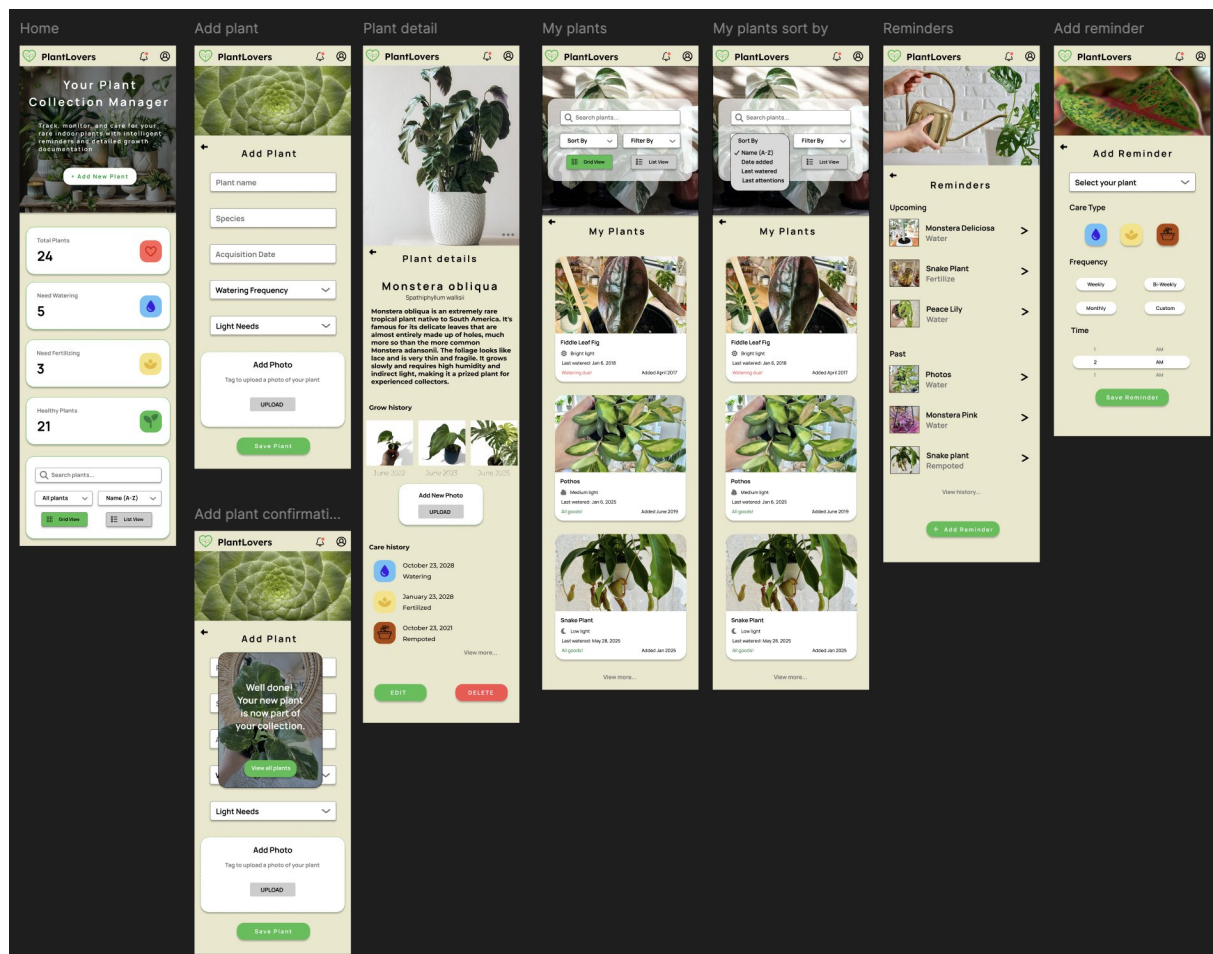 Home
PlantLovers
Your Plant
Collection Manager
Track, monitor, and care for your
rare indoor plants with intelligent
reminders and detailed growth
documentation
+ Add New Plant
Total Plants
24
Need Watering
5
Need Fertilizing
3
Healthy Plants
21
Search plants...
All plants
Name (A-Z)
Grid View
List View
Add plant
PlantLovers
Add Plant
Plant name
Species
Acquisition Date
Watering Frequency
Light Needs
Add Photo
Tag to upload a photo of your plant
UPLOAD
Save Plant
Add plant confirmati...
PlantLovers
Add Plant
Well done!
Your new plant
is now part of
your collection.
View all plants
Light Needs
Add Photo
Tag to upload a photo of your plant
UPLOAD
Save Plant
Plant detail
PlantLovers
Plant details
Monstera obliqua
Spathiphyllum wallisii
Monstera obliqua is an extremely rare
tropical plant native to South America. It's
famous for its delicate leaves that are
almost entirely made up of holes, much
more so than the more common
Monstera adansonii. The foliage looks like
lace and is very thin and fragile. It grows
slowly and requires high humidity and
indirect light, making it a prized plant for
experienced collectors.
Grow history
June 2022
June 2023
June 2025
Add New Photo
UPLOAD
Care history
October 23, 2028
Watering
January 23, 2028
Fertilized
October 23, 2021
Rempoted
View more...
EDIT
DELETE
My plants
PlantLovers
Search plants...
Sort By
Filter By
Grid View
List View
My Plants
Fiddle Leaf Fig
Bright light
Last watered: Jan 6, 2018
Watering due!
Added April 2017
Pothos
Medium light
Last watered: Jan 6, 2025
All goods!
Added June 2019
Snake Plant
Low light
Last watered: May 28, 2025
All goods!
Added Jan 2025
View more...
My plants sort by
PlantLovers
Search plants...
Sort By
Filter By
✓ Name (A-Z)
Date added
Last watered
Last attentions
List View
My Plants
Fiddle Leaf Fig
Bright light
Last watered: Jan 6, 2018
Watering due!
Added April 2017
Pothos
Medium light
Last watered: Jan 6, 2025
All goods!
Added June 2019
Snake Plant
Low light
Last watered: May 28, 2025
All goods!
Added Jan 2025
View more...
Reminders
PlantLovers
Reminders
Upcoming
Monstera Deliciosa
Water
Snake Plant
Fertilize
Peace Lily
Water
Past
Photos
Water
Monstera Pink
Water
Snake plant
Rempoted
View history...
+ Add Reminder
Add reminder
PlantLovers
Add Reminder
Select your plant
Care Type
Frequency
Weekly
Bi-Weekly
Monthly
Custom
Time
1 AM
2 AM
1 AM
Save Reminder